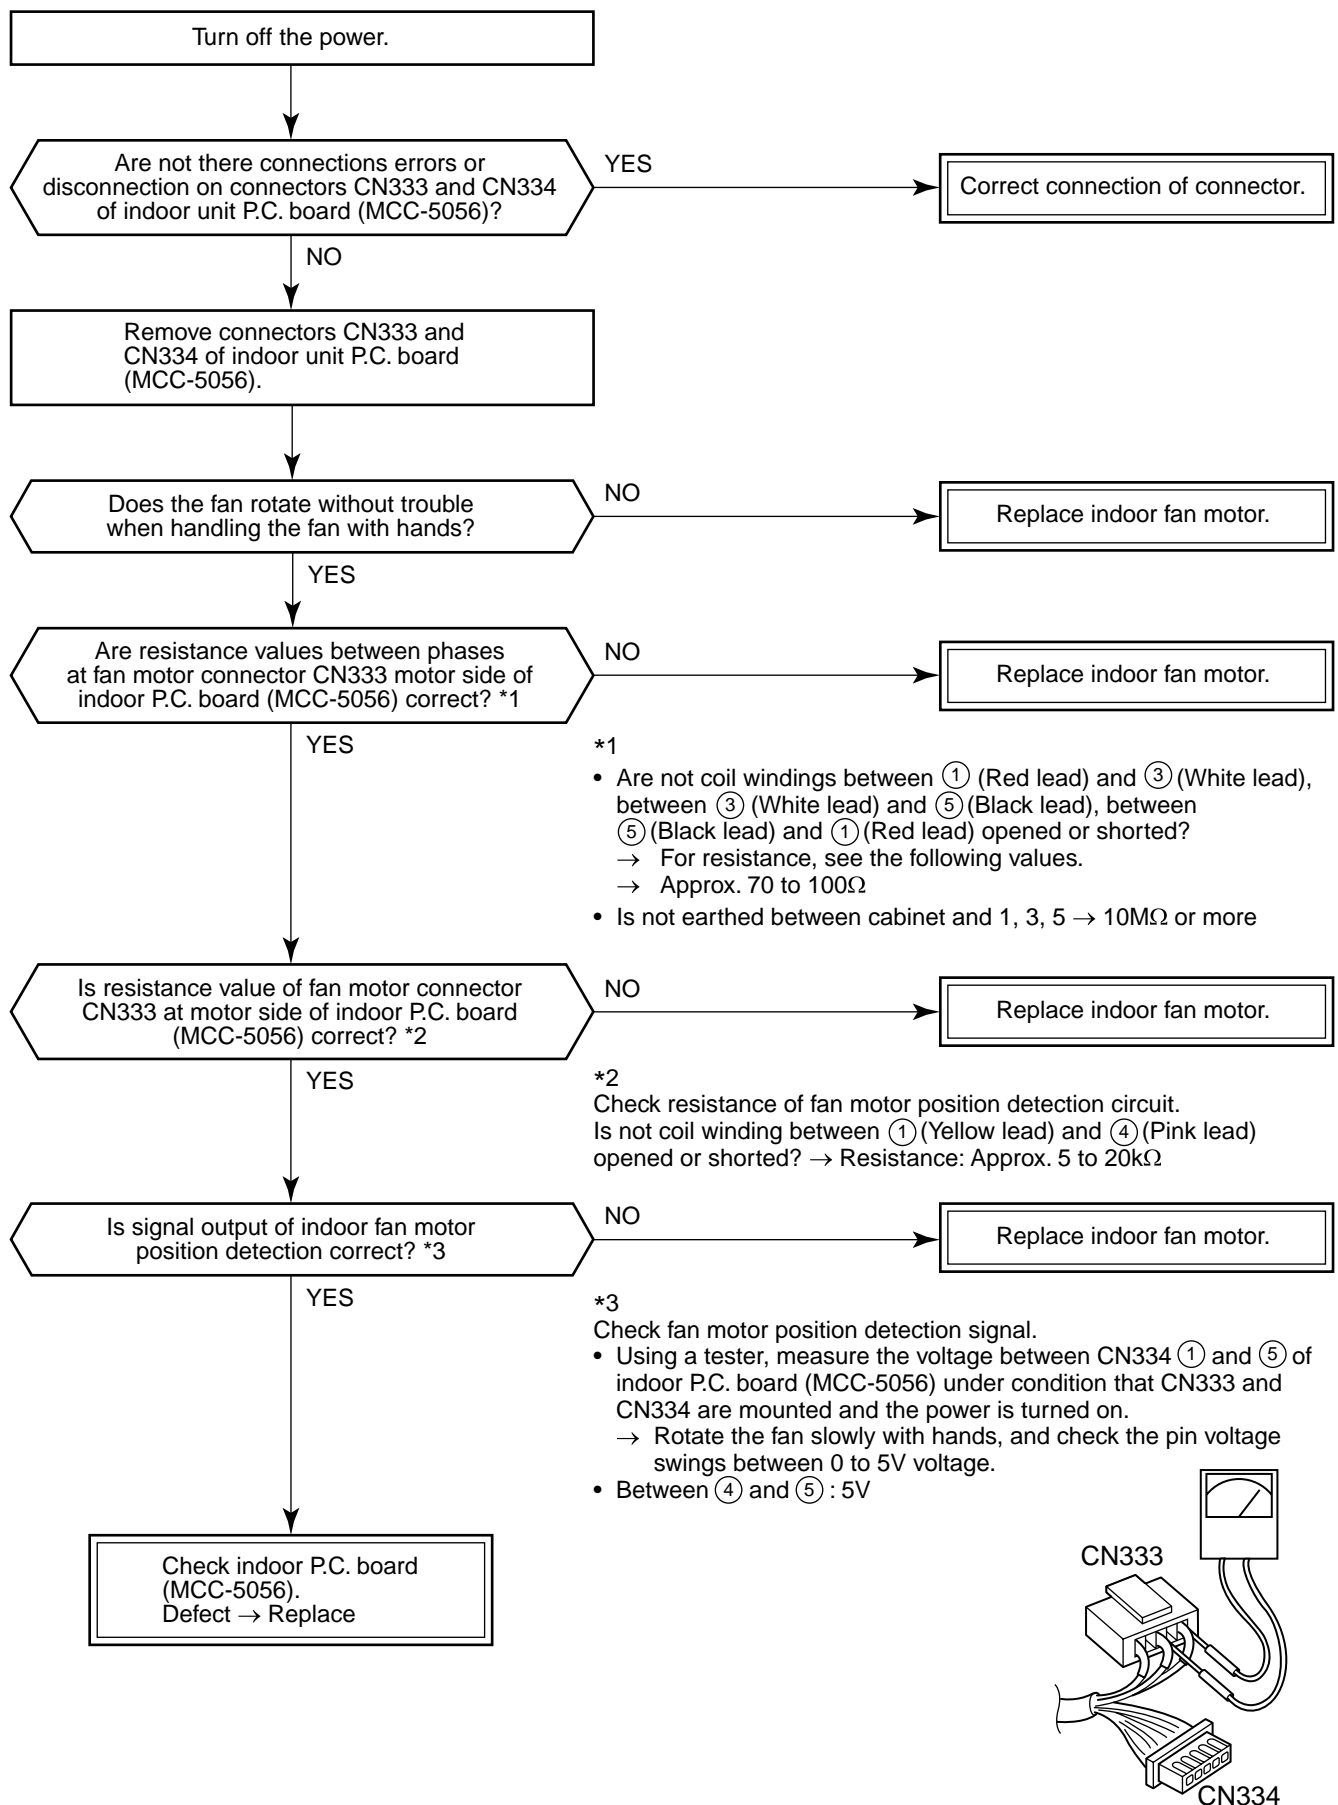 Turn off the power.
Are not there connections errors or
disconnection on connectors CN333 and CN334
of indoor unit P.C. board (MCC-5056)?
YES
Correct connection of connector.
NO
Remove connectors CN333 and
CN334 of indoor unit P.C. board
(MCC-5056).
Does the fan rotate without trouble
when handling the fan with hands?
NO
Replace indoor fan motor.
YES
Are resistance values between phases
at fan motor connector CN333 motor side of
indoor P.C. board (MCC-5056) correct? *1
NO
Replace indoor fan motor.
YES
*1
• Are not coil windings between ① (Red lead) and ③ (White lead),
between ③ (White lead) and ⑤ (Black lead), between
⑤ (Black lead) and ① (Red lead) opened or shorted?
→ For resistance, see the following values.
→ Approx. 70 to 100Ω
• Is not earthed between cabinet and 1, 3, 5 → 10MΩ or more
Is resistance value of fan motor connector
CN333 at motor side of indoor P.C. board
(MCC-5056) correct? *2
NO
Replace indoor fan motor.
YES
*2
Check resistance of fan motor position detection circuit.
Is not coil winding between ① (Yellow lead) and ④ (Pink lead)
opened or shorted? → Resistance: Approx. 5 to 20kΩ
Is signal output of indoor fan motor
position detection correct? *3
NO
Replace indoor fan motor.
YES
*3
Check fan motor position detection signal.
• Using a tester, measure the voltage between CN334 ① and ⑤ of
indoor P.C. board (MCC-5056) under condition that CN333 and
CN334 are mounted and the power is turned on.
→ Rotate the fan slowly with hands, and check the pin voltage
swings between 0 to 5V voltage.
• Between ④ and ⑤ : 5V
Check indoor P.C. board
(MCC-5056).
Defect → Replace
CN333
CN334